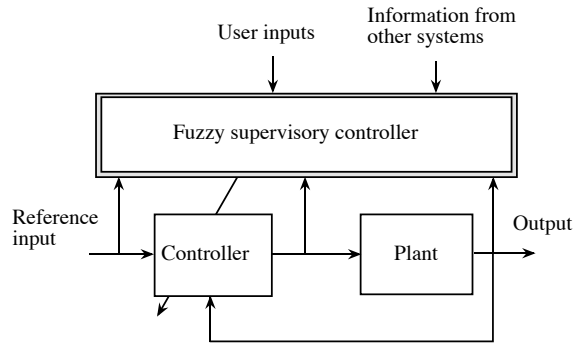 User inputs
Information from
other systems
Fuzzy supervisory controller
Reference
input
Controller
Plant
Output